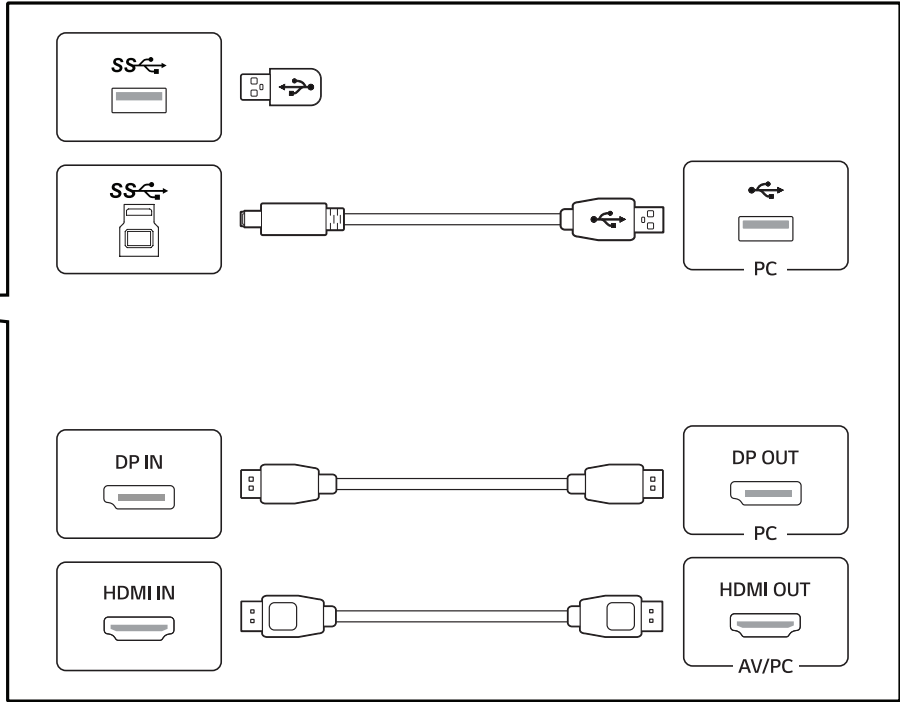 SS
SS
PC
DP IN
DP OUT
PC
HDMI IN
HDMI OUT
AV/PC